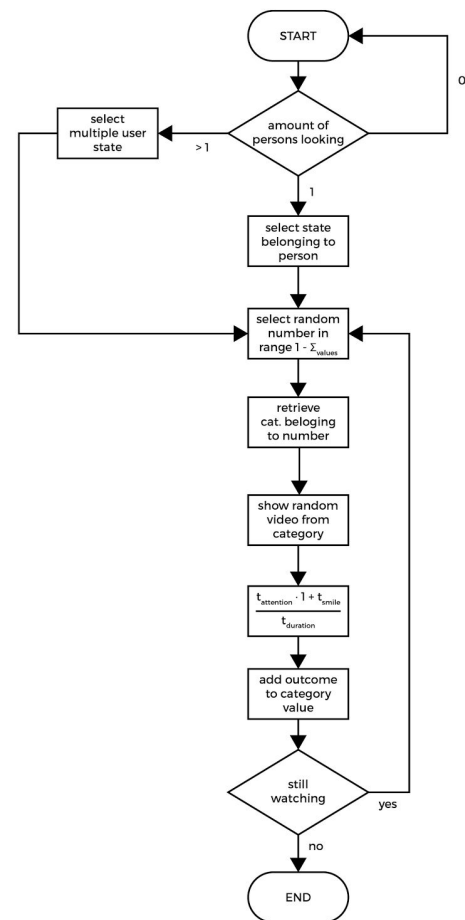 START
0
amount of
persons looking
> 1
select
multiple user
state
1
select state
belonging to
person
select random
number in
range 1 - Σvalues
retrieve
cat. beloging
to number
show random
video from
category
tattention · 1 + tsmile
tduration
add outcome
to category
value
still
watching
yes
no
END